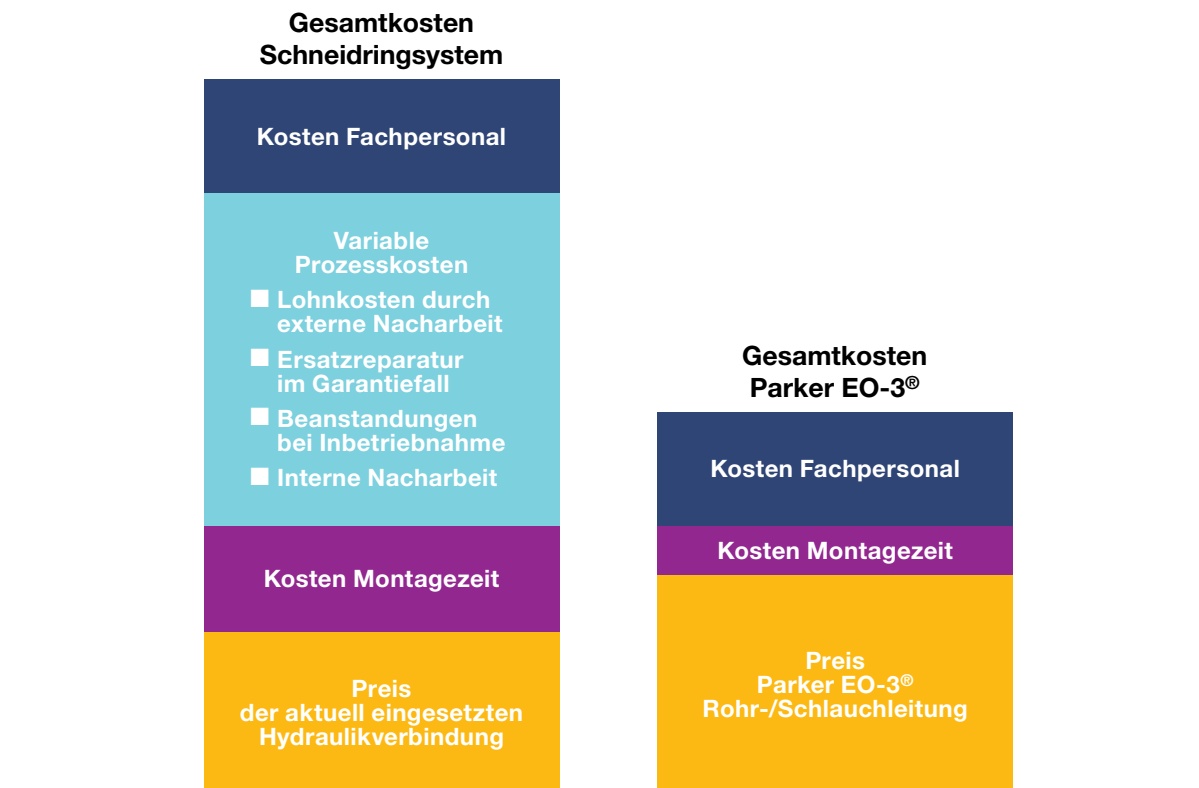 Gesamtkosten
Schneidringsystem
Kosten Fachpersonal
Variable
Prozesskosten
Lohnkosten durch
externe Nacharbeit
Ersatzreparatur
im Garantiefall
Beanstandungen
bei Inbetriebnahme
Interne Nacharbeit
Kosten Montagezeit
Preis
der aktuell eingesetzten
Hydraulikverbindung
Gesamtkosten
Parker EO-3®
Kosten Fachpersonal
Kosten Montagezeit
Preis
Parker EO-3®
Rohr-/Schlauchleitung